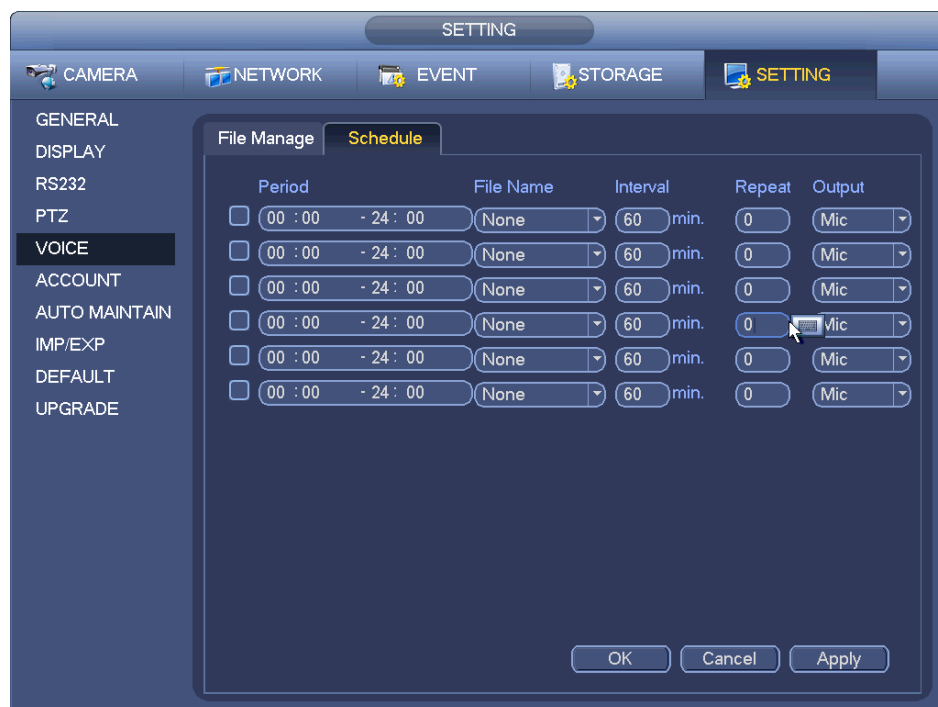 SETTING
CAMERA NETWORK EVENT STORAGE SETTING
GENERAL
DISPLAY
RS232
PTZ
VOICE
ACCOUNT
AUTO MAINTAIN
IMP/EXP
DEFAULT
UPGRADE
File Manage Schedule
Period File Name Interval Repeat Output
00 :00 - 24 : 00 None 60 min. 0 Mic
00 :00 - 24 : 00 None 60 min. 0 Mic
00 :00 - 24 : 00 None 60 min. 0 Mic
00 :00 - 24 : 00 None 60 min. 0 Mic
00 :00 - 24 : 00 None 60 min. 0 Mic
00 :00 - 24 : 00 None 60 min. 0 Mic
OK Cancel Apply